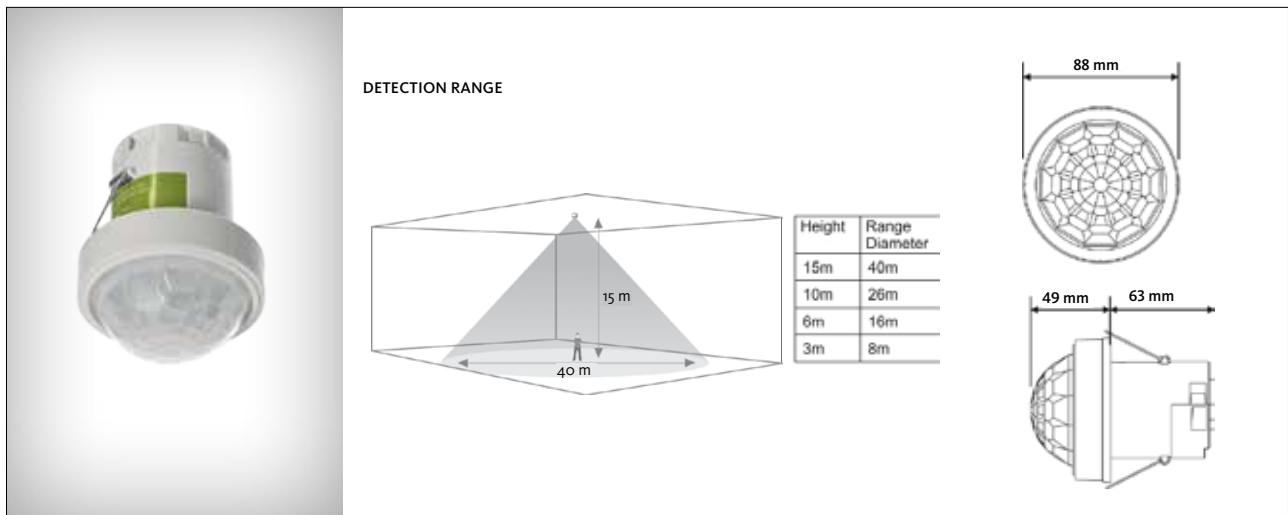 DETECTION RANGE
15 m
40 m
Height Range Diameter
15m 40m
10m 26m
6m 16m
3m 8m
88 mm
49 mm 63 mm